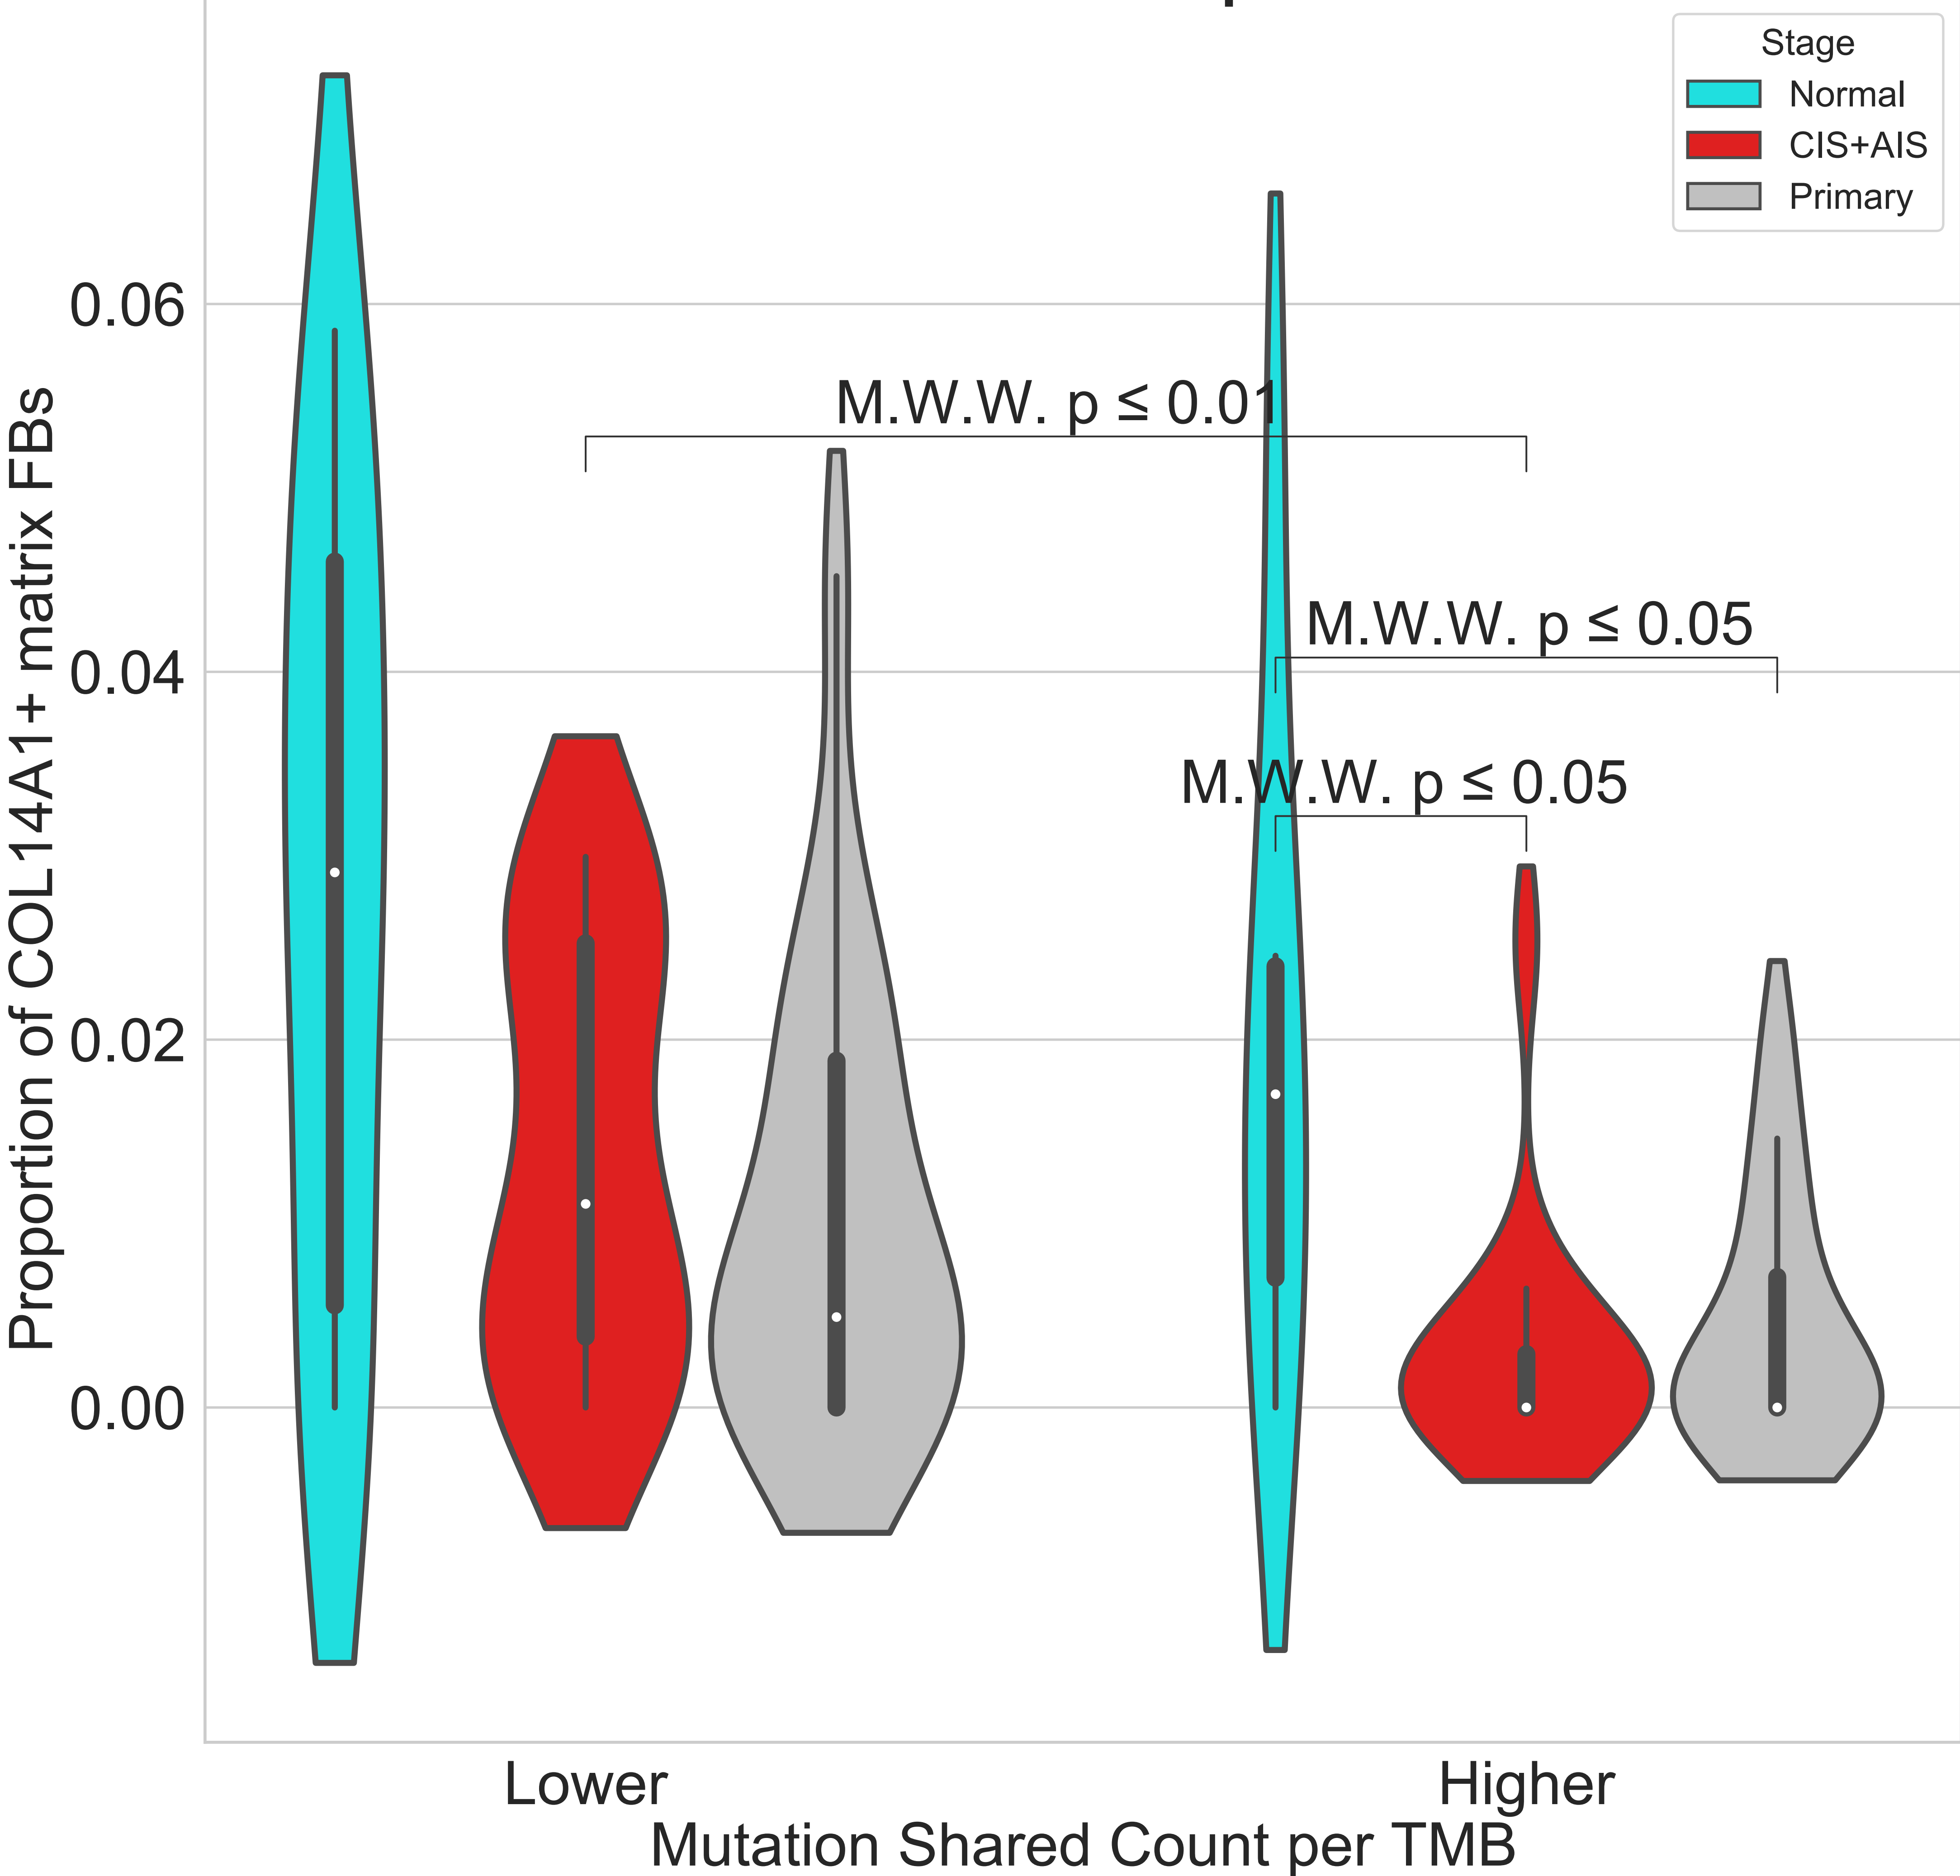 Stage
Normal
CIS+AIS
Primary
Proportion of COL14A1+ matrix FBs
0.06
0.04
0.02
0.00
M.W.W. p ≤ 0.01
M.W.W. p ≤ 0.05
M.W.W. p ≤ 0.05
Lower
Higher
Mutation Shared Count per TMB